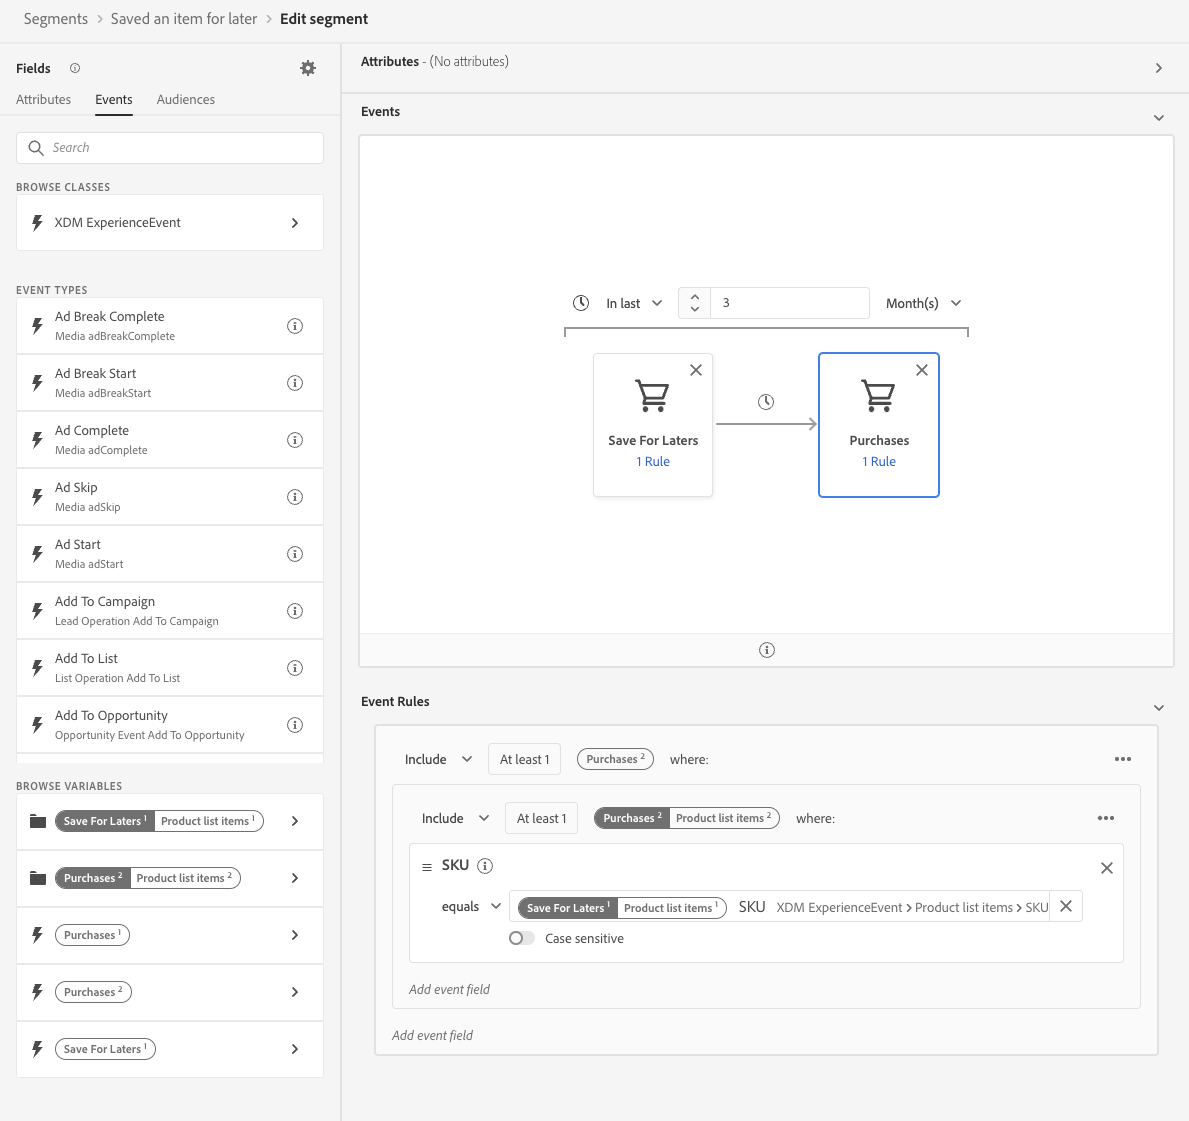 Segments > Saved an item for later > Edit segment
Fields
Attributes Events Audiences
Search
BROWSE CLASSES
XDM ExperienceEvent
EVENT TYPES
Ad Break Complete
Media adBreakComplete
Ad Break Start
Media adBreakStart
Ad Complete
Media adComplete
Ad Skip
Media adSkip
Ad Start
Media adStart
Add To Campaign
Lead Operation Add To Campaign
Add To List
List Operation Add To List
Add To Opportunity
Opportunity Event Add To Opportunity
BROWSE VARIABLES
Save For Laters 1 Product list items 1
Purchases 2 Product list items 2
Purchases 1
Purchases 2
Save For Laters 1
Attributes - (No attributes)
Events
In last 3 Month(s)
Save For Laters
1 Rule
Purchases
1 Rule
Event Rules
Include At least 1 Purchases 2 where:
Include At least 1 Purchases 2 Product list items 2 where:
SKU
equals Save For Laters 1 Product list items 1 SKU XDM ExperienceEvent > Product list items > SKU
Case sensitive
Add event field
Add event field